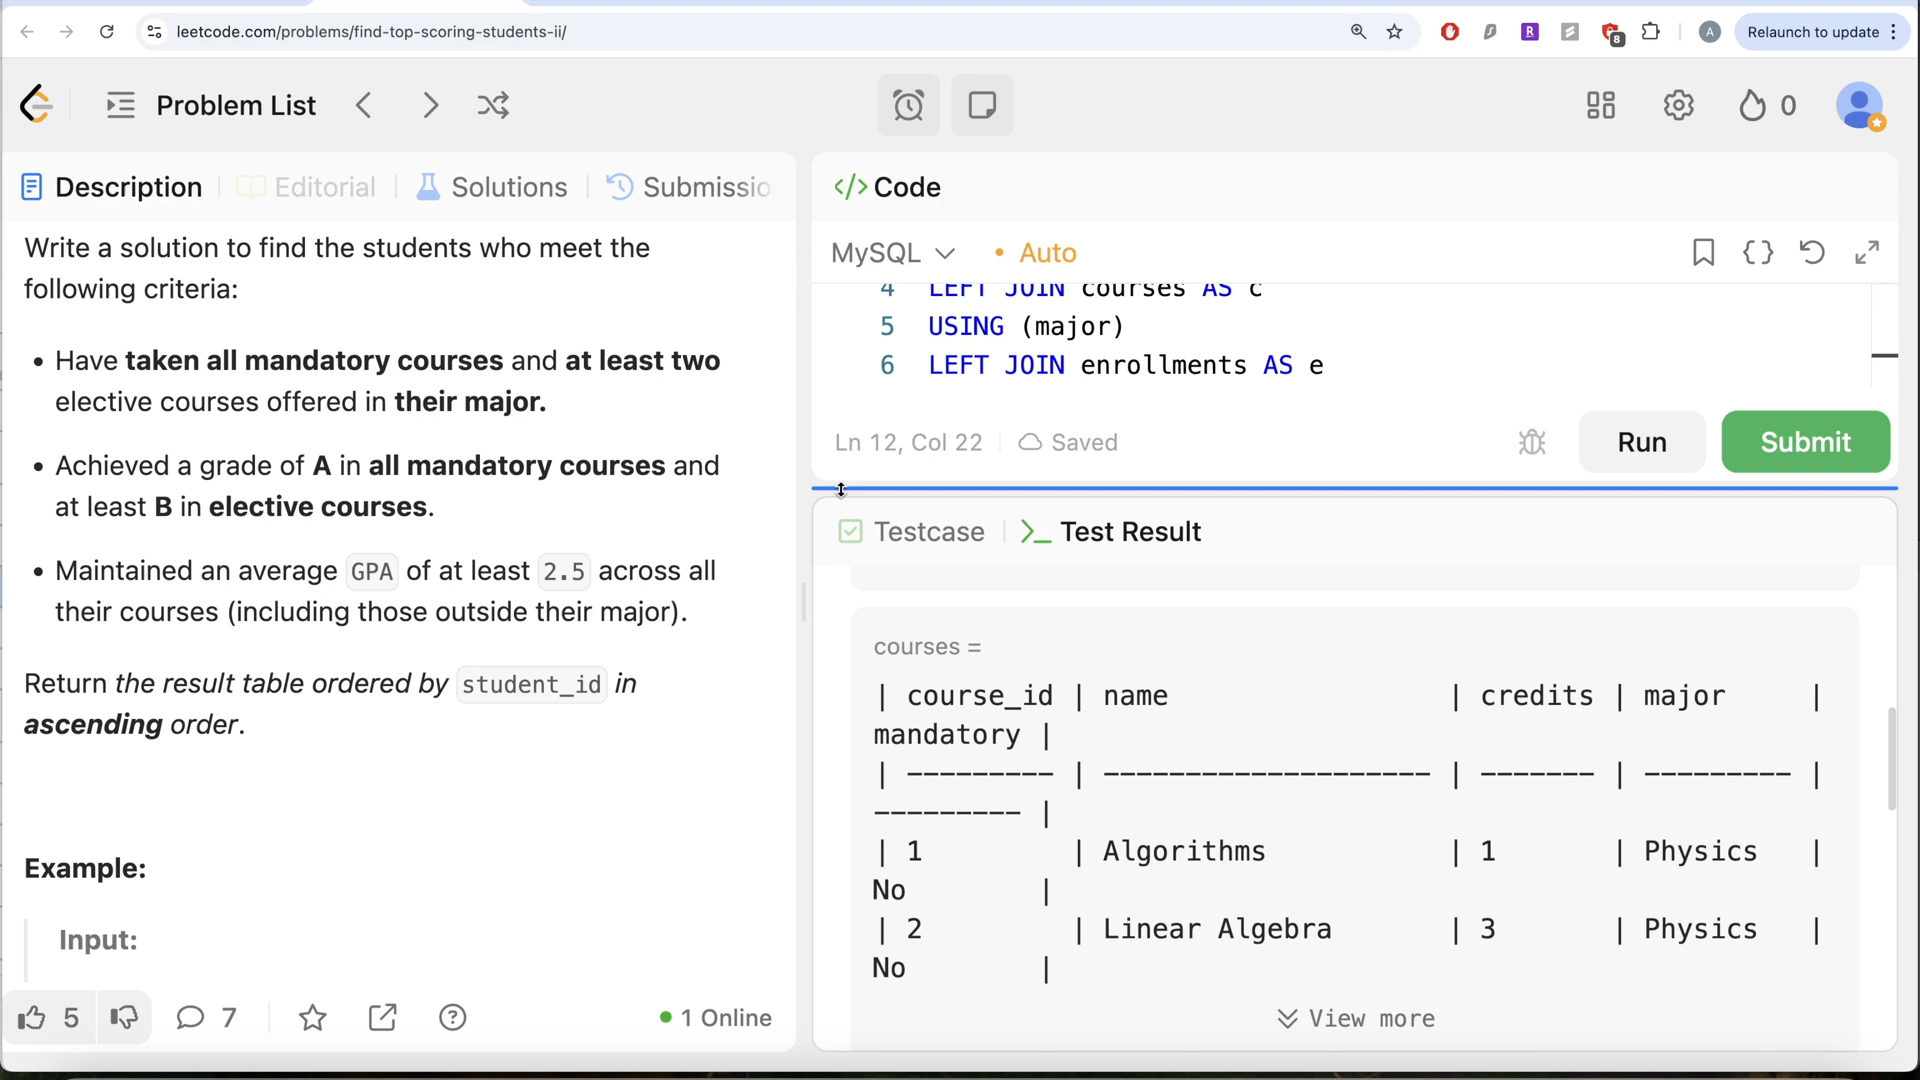 leetcode.com/problems/find-top-scoring-students-ii/
8
A
Relaunch to update
Problem List
0
Description
Editorial
Solutions
Submissio
Write a solution to find the students who meet the
following criteria:
• Have taken all mandatory courses and at least two
elective courses offered in their major.
• Achieved a grade of A in all mandatory courses and
at least B in elective courses.
• Maintained an average GPA of at least 2.5 across all
their courses (including those outside their major).
Return the result table ordered by student_id in
ascending order.
Example:
Input:
5
7
1 Online
</> Code
MySQL
• Auto
4 LEFT JOIN courses AS c
5 USING (major)
6 LEFT JOIN enrollments AS e
Ln 12, Col 22
Saved
Run
Submit
Testcase
Test Result
courses =
| course_id | name | credits | major |
mandatory |
| --------- | -------------------- | ------- | --------- |
--------- |
| 1 | Algorithms | 1 | Physics |
No |
| 2 | Linear Algebra | 3 | Physics |
No |
View more